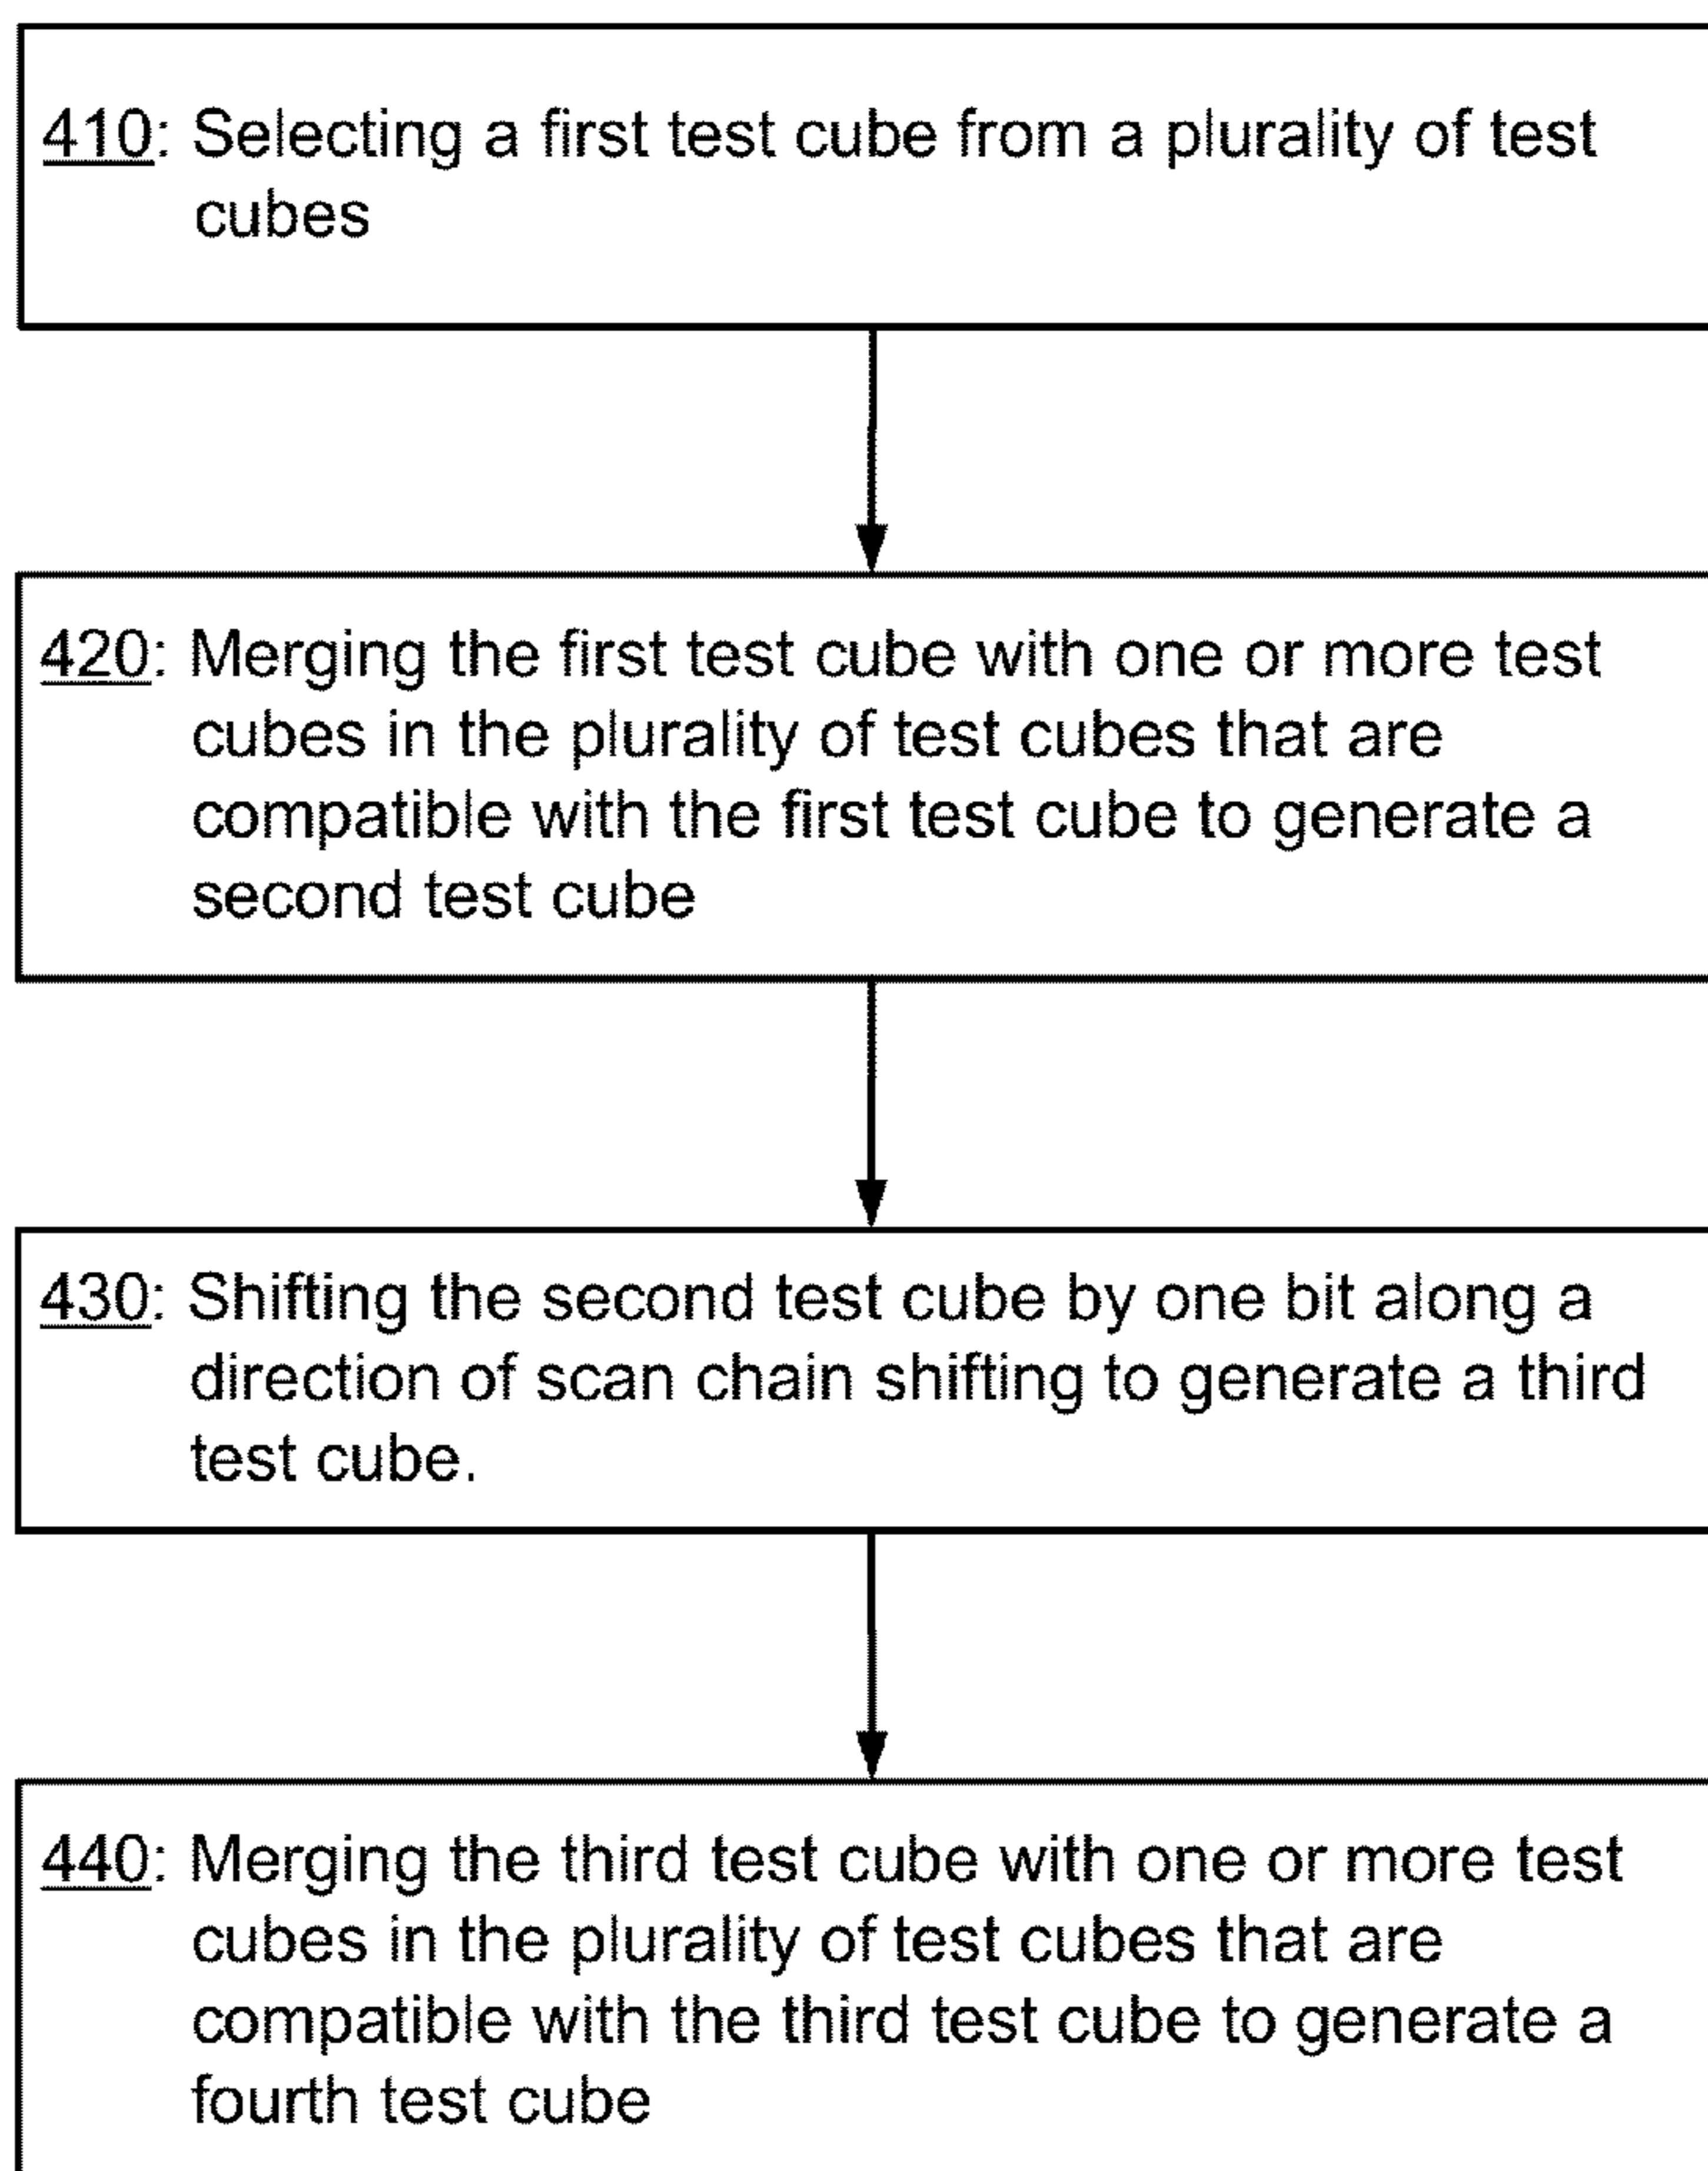 410: Selecting a first test cube from a plurality of test
cubes
420: Merging the first test cube with one or more test
cubes in the plurality of test cubes that are
compatible with the first test cube to generate a
second test cube
430: Shifting the second test cube by one bit along a
direction of scan chain shifting to generate a third
test cube.
440: Merging the third test cube with one or more test
cubes in the plurality of test cubes that are
compatible with the third test cube to generate a
fourth test cube